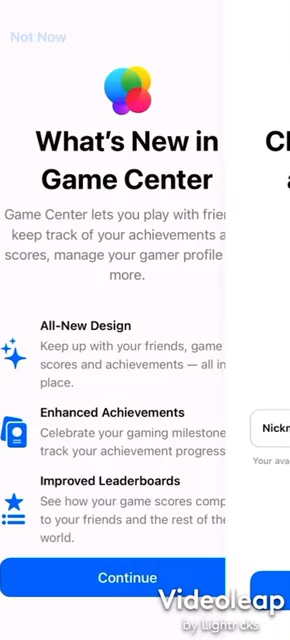 Not Now
What's New in
Game Center
Game Center lets you play with frien
keep track of your achievements a
scores, manage your gamer profile
more.
All-New Design
Keep up with your friends, game
scores and achievements — all in
place.
Enhanced Achievements
Celebrate your gaming milestone
track your achievement progress
Improved Leaderboards
See how your game scores comp
to your friends and the rest of the
world.
Continue
Nickn
Your ava
Videoleap
by Lightricks